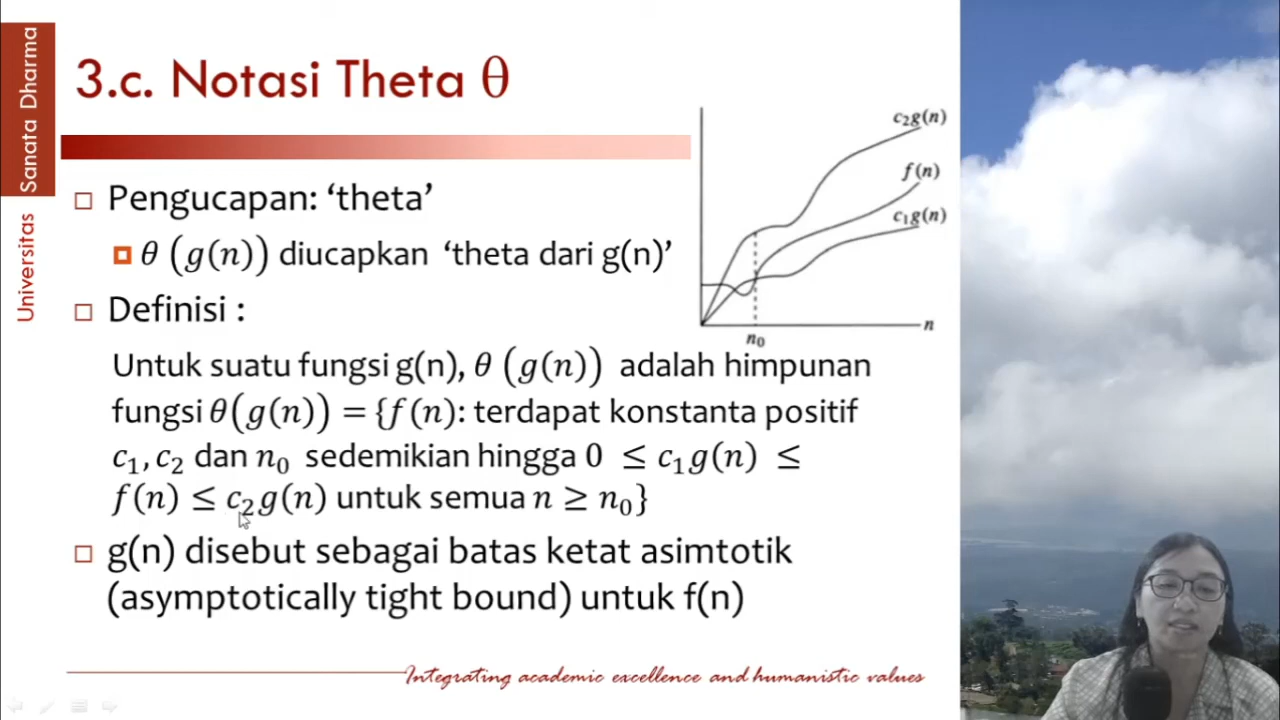 Universitas Sanata Dharma
3.c. Notasi Theta θ
Pengucapan: ‘theta’
θ (g(n)) diucapkan ‘theta dari g(n)’
Definisi :
Untuk suatu fungsi g(n), θ (g(n)) adalah himpunan
fungsi θ(g(n)) = {f(n): terdapat konstanta positif
c₁, c₂ dan n₀ sedemikian hingga 0 ≤ c₁g(n) ≤
f(n) ≤ c₂g(n) untuk semua n ≥ n₀}
g(n) disebut sebagai batas ketat asimtotik
(asymptotically tight bound) untuk f(n)
c₂g(n)
f(n)
c₁g(n)
n
n₀
Integrating academic excellence and humanistic values